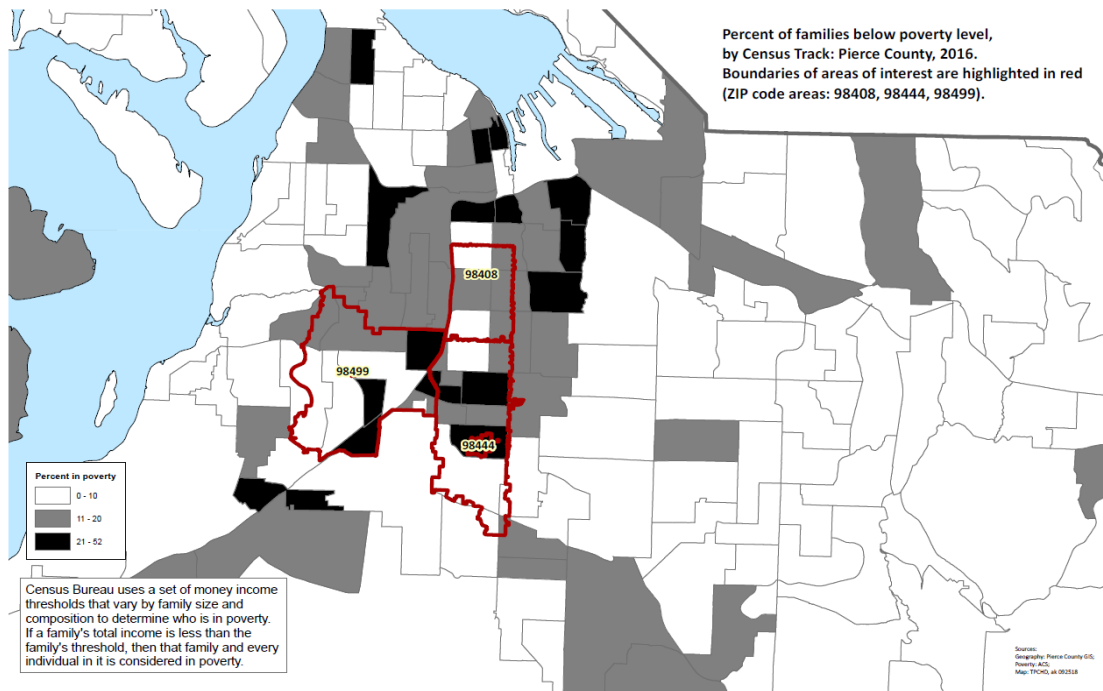 Percent of families below poverty level,
by Census Track: Pierce County, 2016.
Boundaries of areas of interest are highlighted in red
(ZIP code areas: 98408, 98444, 98499).
98408
98499
98444
Percent in poverty
0 - 10
11 - 20
21 - 52
Census Bureau uses a set of money income
thresholds that vary by family size and
composition to determine who is in poverty.
If a family's total income is less than the
family's threshold, then that family and every
individual in it is considered in poverty.
Sources:
Geography: Pierce County GIS;
Poverty: ACS;
Map: TPCHD, ak 092518